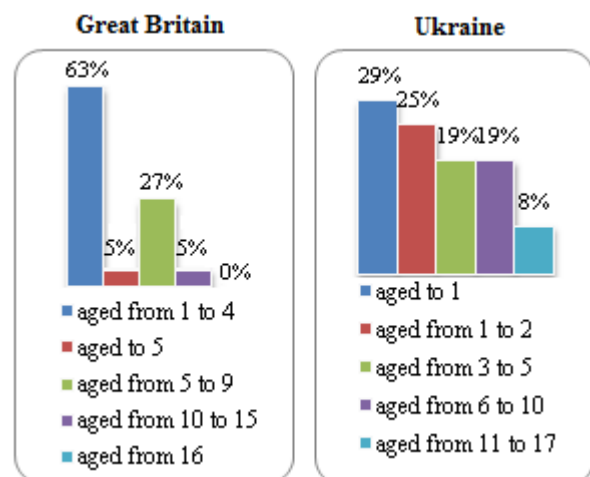 Great Britain
63%
5%
27%
5%
0%
aged from 1 to 4
aged to 5
aged from 5 to 9
aged from 10 to 15
aged from 16
Ukraine
29%
25%
19%
19%
8%
aged to 1
aged from 1 to 2
aged from 3 to 5
aged from 6 to 10
aged from 11 to 17